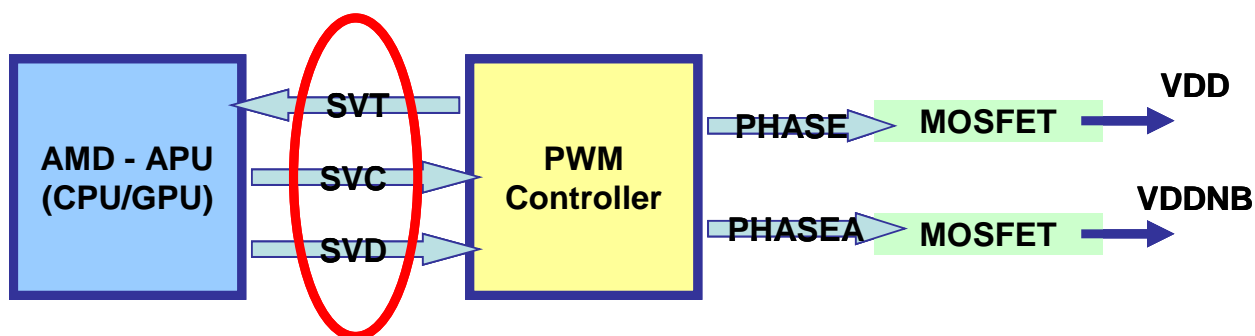 AMD - APU
(CPU/GPU)
SVT
SVC
SVD
PWM
Controller
PHASE
MOSFET
VDD
PHASEA
MOSFET
VDDNB